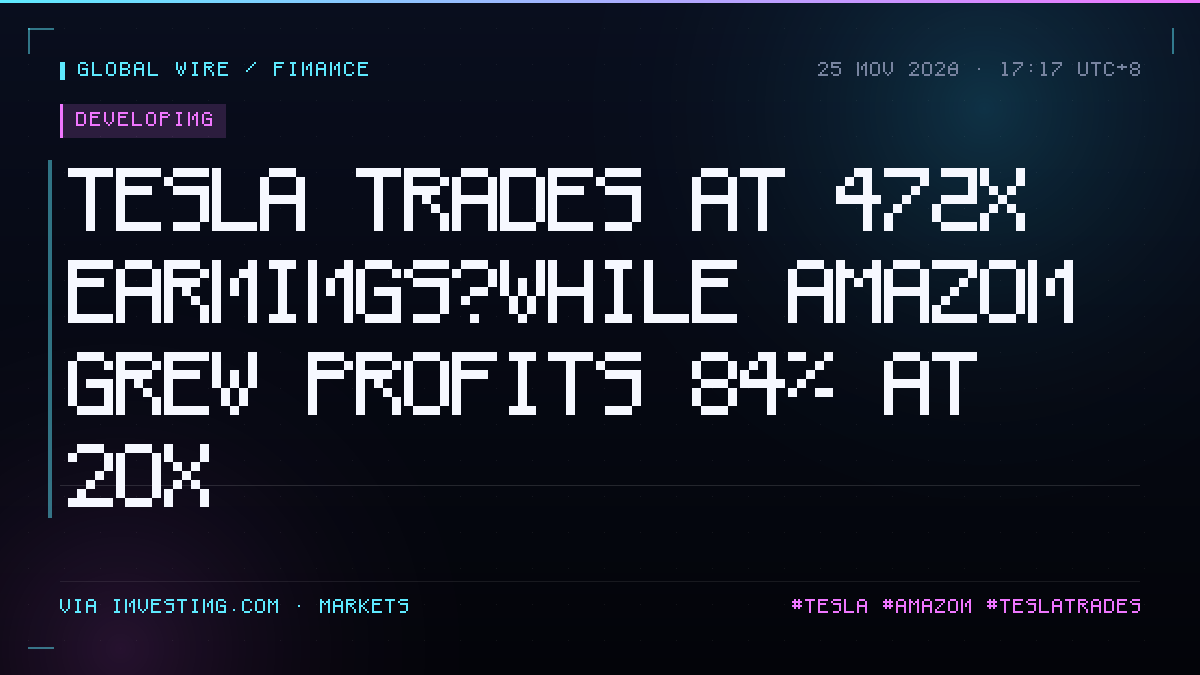 GLOBAL WIRE / FINANCE
25 NOV · 17:17 UTC+8
DEVELOPING
TESLA TRADES AT 472X
EARNINGS?WHILE AMAZON
GREW PROFITS 84% AT
20X
VIA INVESTING.COM · MARKETS
#TESLA #AMAZON #TESLATRADES